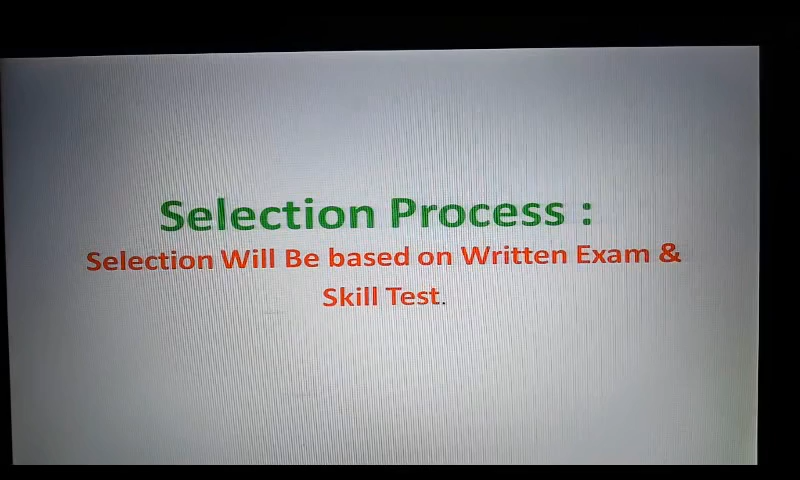 Selection Process :
Selection Will Be based on Written Exam &
Skill Test.